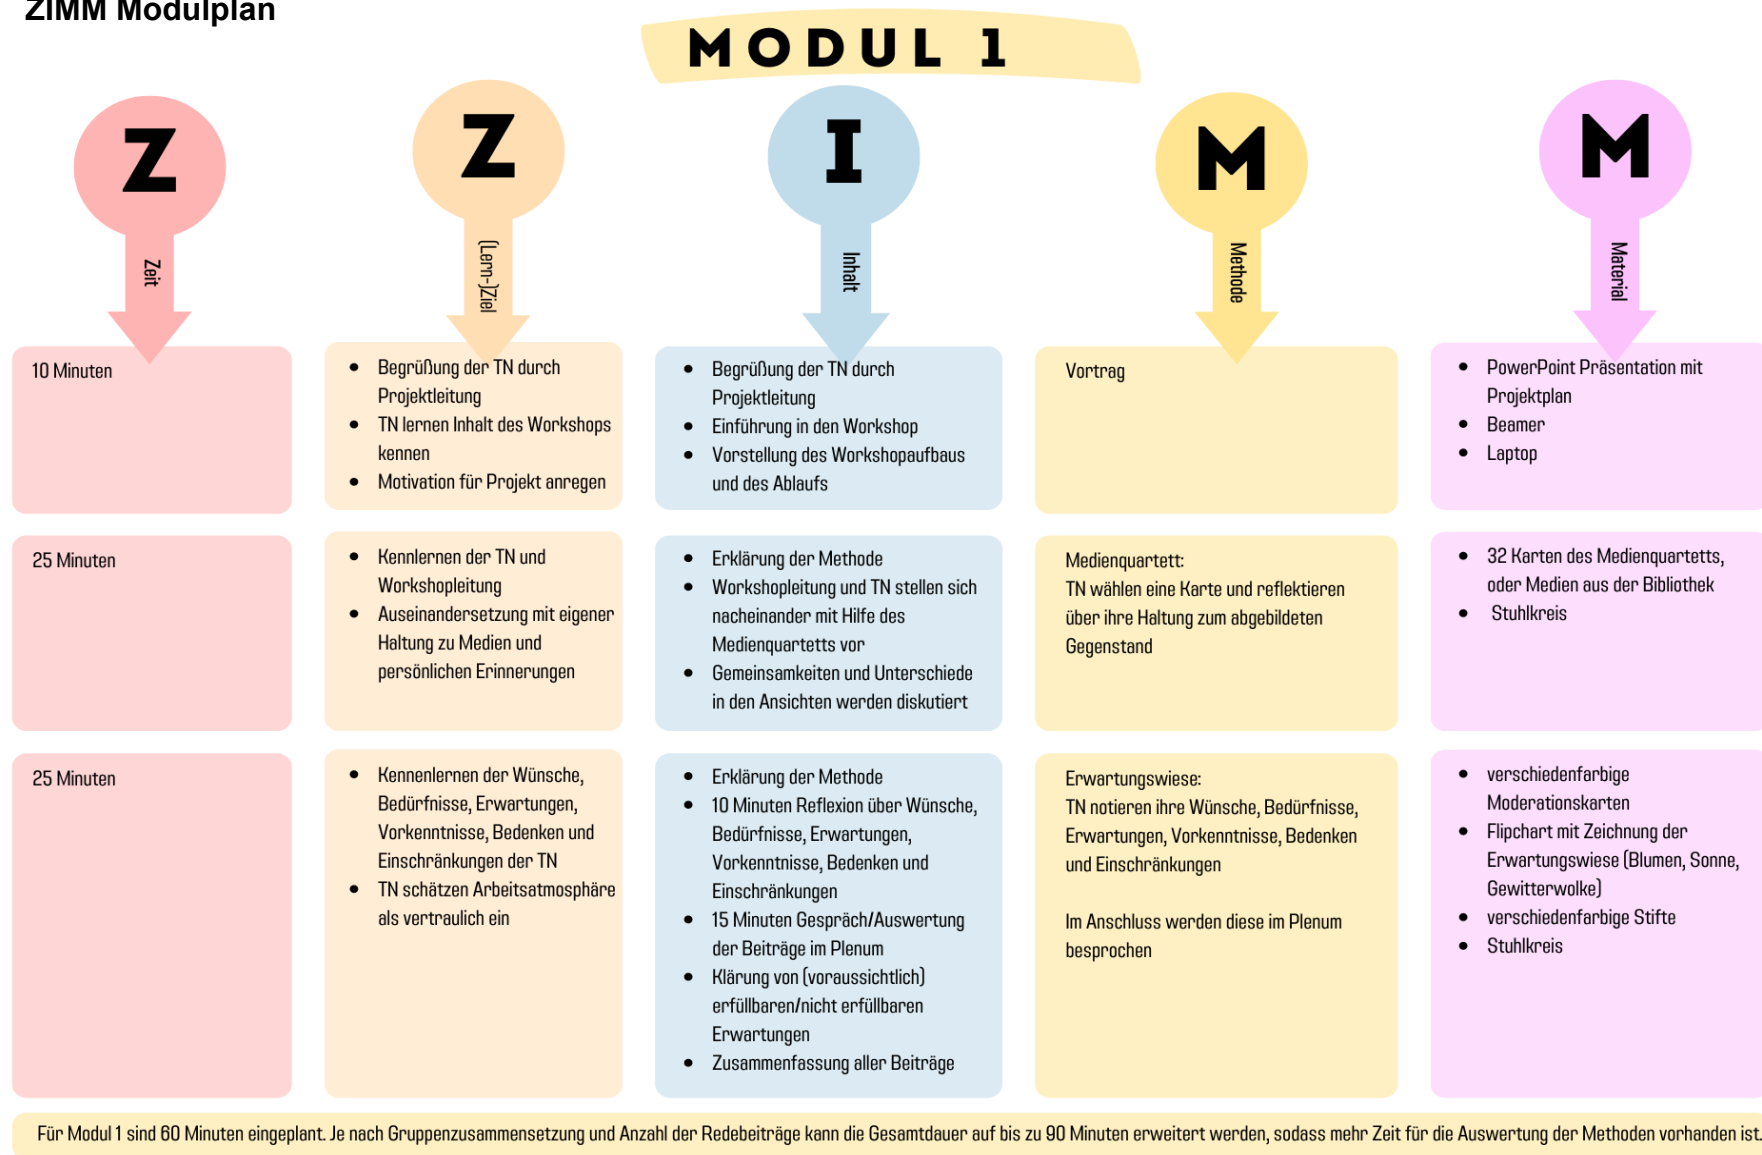 ZIMM Modulplan
MODUL 1
Z
Z
I
M
M
Zeit
(Lern-)Ziel
Inhalt
Methode
Material
10 Minuten
• Begrüßung der TN durch
Projektleitung
• TN lernen Inhalt des Workshops
kennen
• Motivation für Projekt anregen
• Begrüßung der TN durch
Projektleitung
• Einführung in den Workshop
• Vorstellung des Workshopaufbaus
und des Ablaufs
Vortrag
• PowerPoint Präsentation mit
Projektplan
• Beamer
• Laptop
25 Minuten
• Kennlernen der TN und
Workshopleitung
• Auseinandersetzung mit eigener
Haltung zu Medien und
persönlichen Erinnerungen
• Erklärung der Methode
• Workshopleitung und TN stellen sich
nacheinander mit Hilfe des
Medienquartetts vor
• Gemeinsamkeiten und Unterschiede
in den Ansichten werden diskutiert
Medienquartett:
TN wählen eine Karte und reflektieren
über ihre Haltung zum abgebildeten
Gegenstand
• 32 Karten des Medienquartetts,
oder Medien aus der Bibliothek
• Stuhlkreis
25 Minuten
• Kennenlernen der Wünsche,
Bedürfnisse, Erwartungen,
Vorkenntnisse, Bedenken und
Einschränkungen der TN
• TN schätzen Arbeitsatmosphäre
als vertraulich ein
• Erklärung der Methode
• 10 Minuten Reflexion über Wünsche,
Bedürfnisse, Erwartungen,
Vorkenntnisse, Bedenken und
Einschränkungen
• 15 Minuten Gespräch/Auswertung
der Beiträge im Plenum
• Klärung von (voraussichtlich)
erfüllbaren/nicht erfüllbaren
Erwartungen
• Zusammenfassung aller Beiträge
Erwartungswiese:
TN notieren ihre Wünsche, Bedürfnisse,
Erwartungen, Vorkenntnisse, Bedenken
und Einschränkungen
Im Anschluss werden diese im Plenum
besprochen
• verschiedenfarbige
Moderationskarten
• Flipchart mit Zeichnung der
Erwartungswiese (Blumen, Sonne,
Gewitterwolke)
• verschiedenfarbige Stifte
• Stuhlkreis
Für Modul 1 sind 60 Minuten eingeplant. Je nach Gruppenzusammensetzung und Anzahl der Redebeiträge kann die Gesamtdauer auf bis zu 90 Minuten erweitert werden, sodass mehr Zeit für die Auswertung der Methoden vorhanden ist.